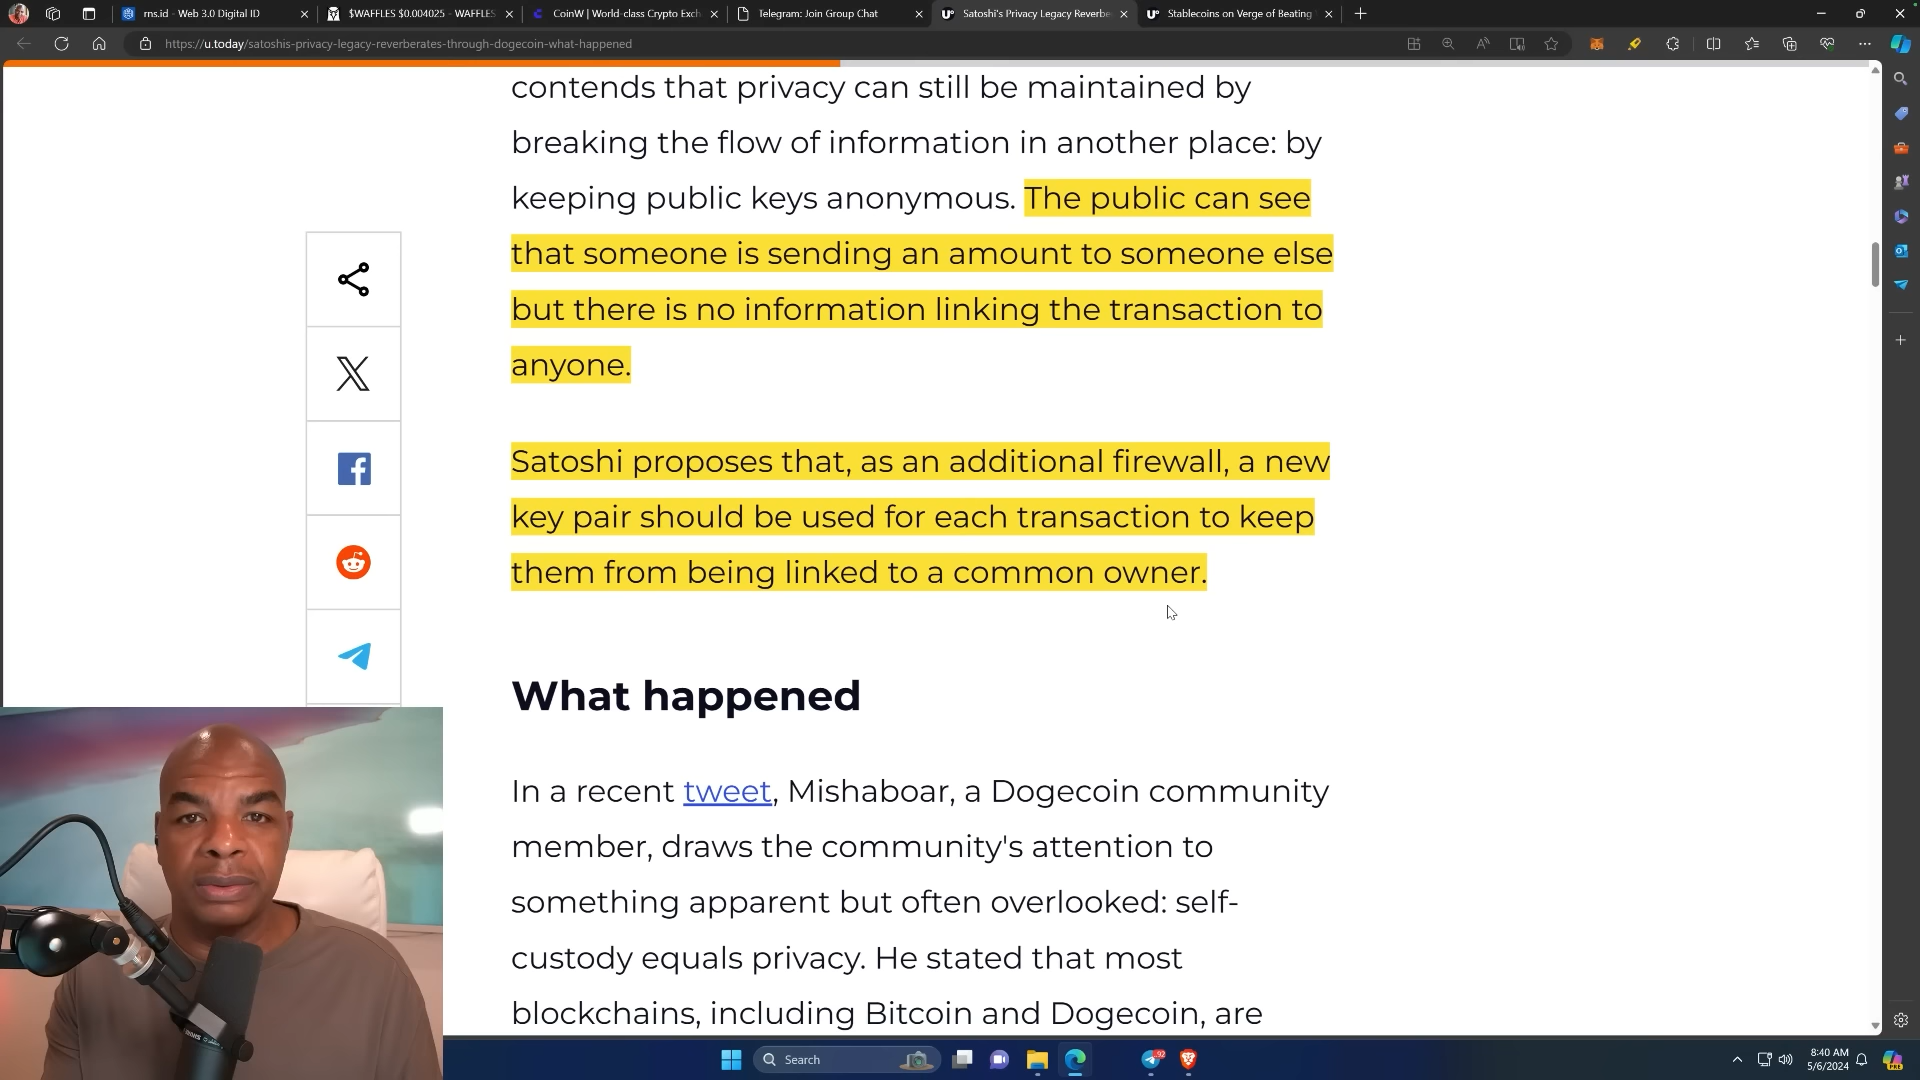 rns.id - Web 3.0 Digital ID
$WAFFLES $0.004025 - WAFFLES
CoinW | World-class Crypto Exch
Telegram: Join Group Chat
Satoshi's Privacy Legacy Reverbe
Stablecoins on Verge of Beating
https://u.today/satoshis-privacy-legacy-reverberates-through-dogecoin-what-happened
contends that privacy can still be maintained by
breaking the flow of information in another place: by
keeping public keys anonymous. The public can see
that someone is sending an amount to someone else
but there is no information linking the transaction to
anyone.
Satoshi proposes that, as an additional firewall, a new
key pair should be used for each transaction to keep
them from being linked to a common owner.
What happened
In a recent tweet, Mishaboar, a Dogecoin community
member, draws the community's attention to
something apparent but often overlooked: self-
custody equals privacy. He stated that most
blockchains, including Bitcoin and Dogecoin, are
Search
92
8:40 AM
5/6/2024